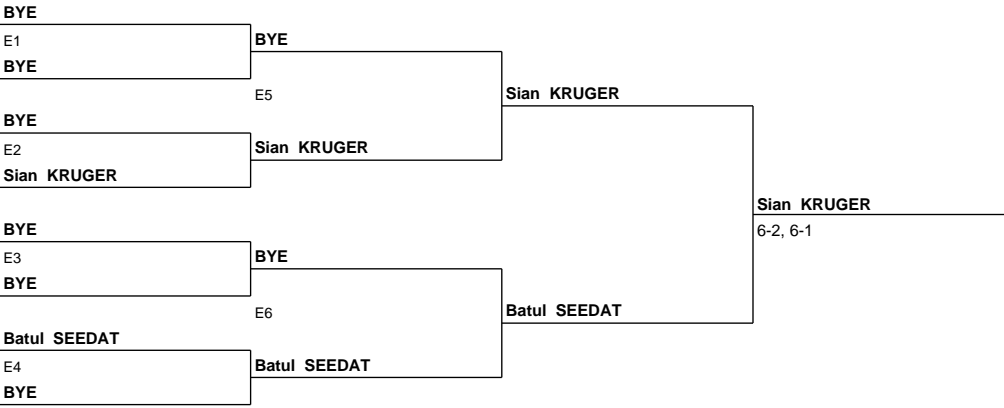 BYE
E1
BYE
BYE
E5
Sian KRUGER
BYE
E2
Sian KRUGER
Sian KRUGER
Sian KRUGER
6-2, 6-1
BYE
E3
BYE
BYE
E6
Batul SEEDAT
Batul SEEDAT
E4
Batul SEEDAT
BYE